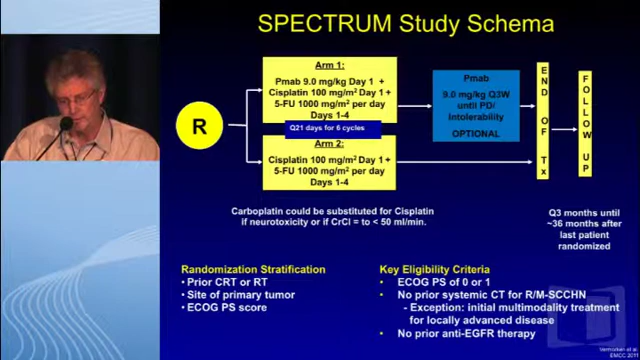 SPECTRUM Study Schema
R
Arm 1:
Pmab 9.0 mg/kg Day 1 +
Cisplatin 100 mg/m² Day 1 +
5-FU 1000 mg/m² per day
Days 1-4
Q21 days for 6 cycles
Arm 2:
Cisplatin 100 mg/m² Day 1 +
5-FU 1000 mg/m² per day
Days 1-4
Pmab
9.0 mg/kg Q3W
until PD/
Intolerability
OPTIONAL
END OF Tx
FOLLOW UP
Carboplatin could be substituted for Cisplatin
if neurotoxicity or if CrCl = to < 50 ml/min.
Q3 months until
~36 months after
last patient
randomized
Randomization Stratification
• Prior CRT or RT
• Site of primary tumor
• ECOG PS score
Key Eligibility Criteria
• ECOG PS of 0 or 1
• No prior systemic CT for R/M-SCCHN
- Exception: initial multimodality treatment
for locally advanced disease
• No prior anti-EGFR therapy
Vermorken et al.
EMCC 2011